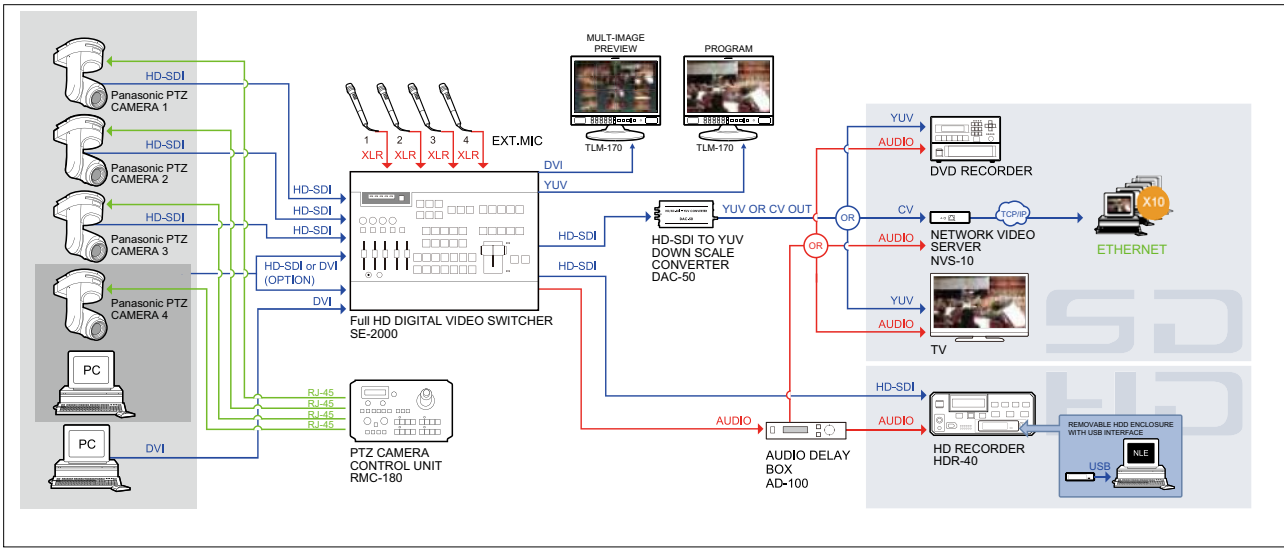 HD-SDI
Panasonic PTZ
CAMERA 1
HD-SDI
Panasonic PTZ
CAMERA 2
HD-SDI
Panasonic PTZ
CAMERA 3
Panasonic PTZ
CAMERA 4
PC
PC
DVI
1 2 3 4 EXT.MIC
XLR XLR XLR XLR
HD-SDI
HD-SDI
HD-SDI
HD-SDI or DVI
(OPTION)
DVI
Full HD DIGITAL VIDEO SWITCHER
SE-2000
RJ-45
RJ-45
RJ-45
RJ-45
PTZ CAMERA
CONTROL UNIT
RMC-180
MULT-IMAGE
PREVIEW
TLM-170
PROGRAM
TLM-170
DVI
YUV
HD-SDI
HD-SDI
HD-SDI TO YUV
DOWN SCALE
CONVERTER
DAC-50
YUV OR CV OUT
OR
OR
AUDIO
AUDIO DELAY
BOX
AD-100
YUV
AUDIO
DVD RECORDER
CV
AUDIO
NETWORK VIDEO
SERVER
NVS-10
TCP/IP
X10
ETHERNET
YUV
AUDIO
TV
SD
HD
HD-SDI
AUDIO
HD RECORDER
HDR-40
REMOVABLE HDD ENCLOSURE
WITH USB INTERFACE
NLE
USB